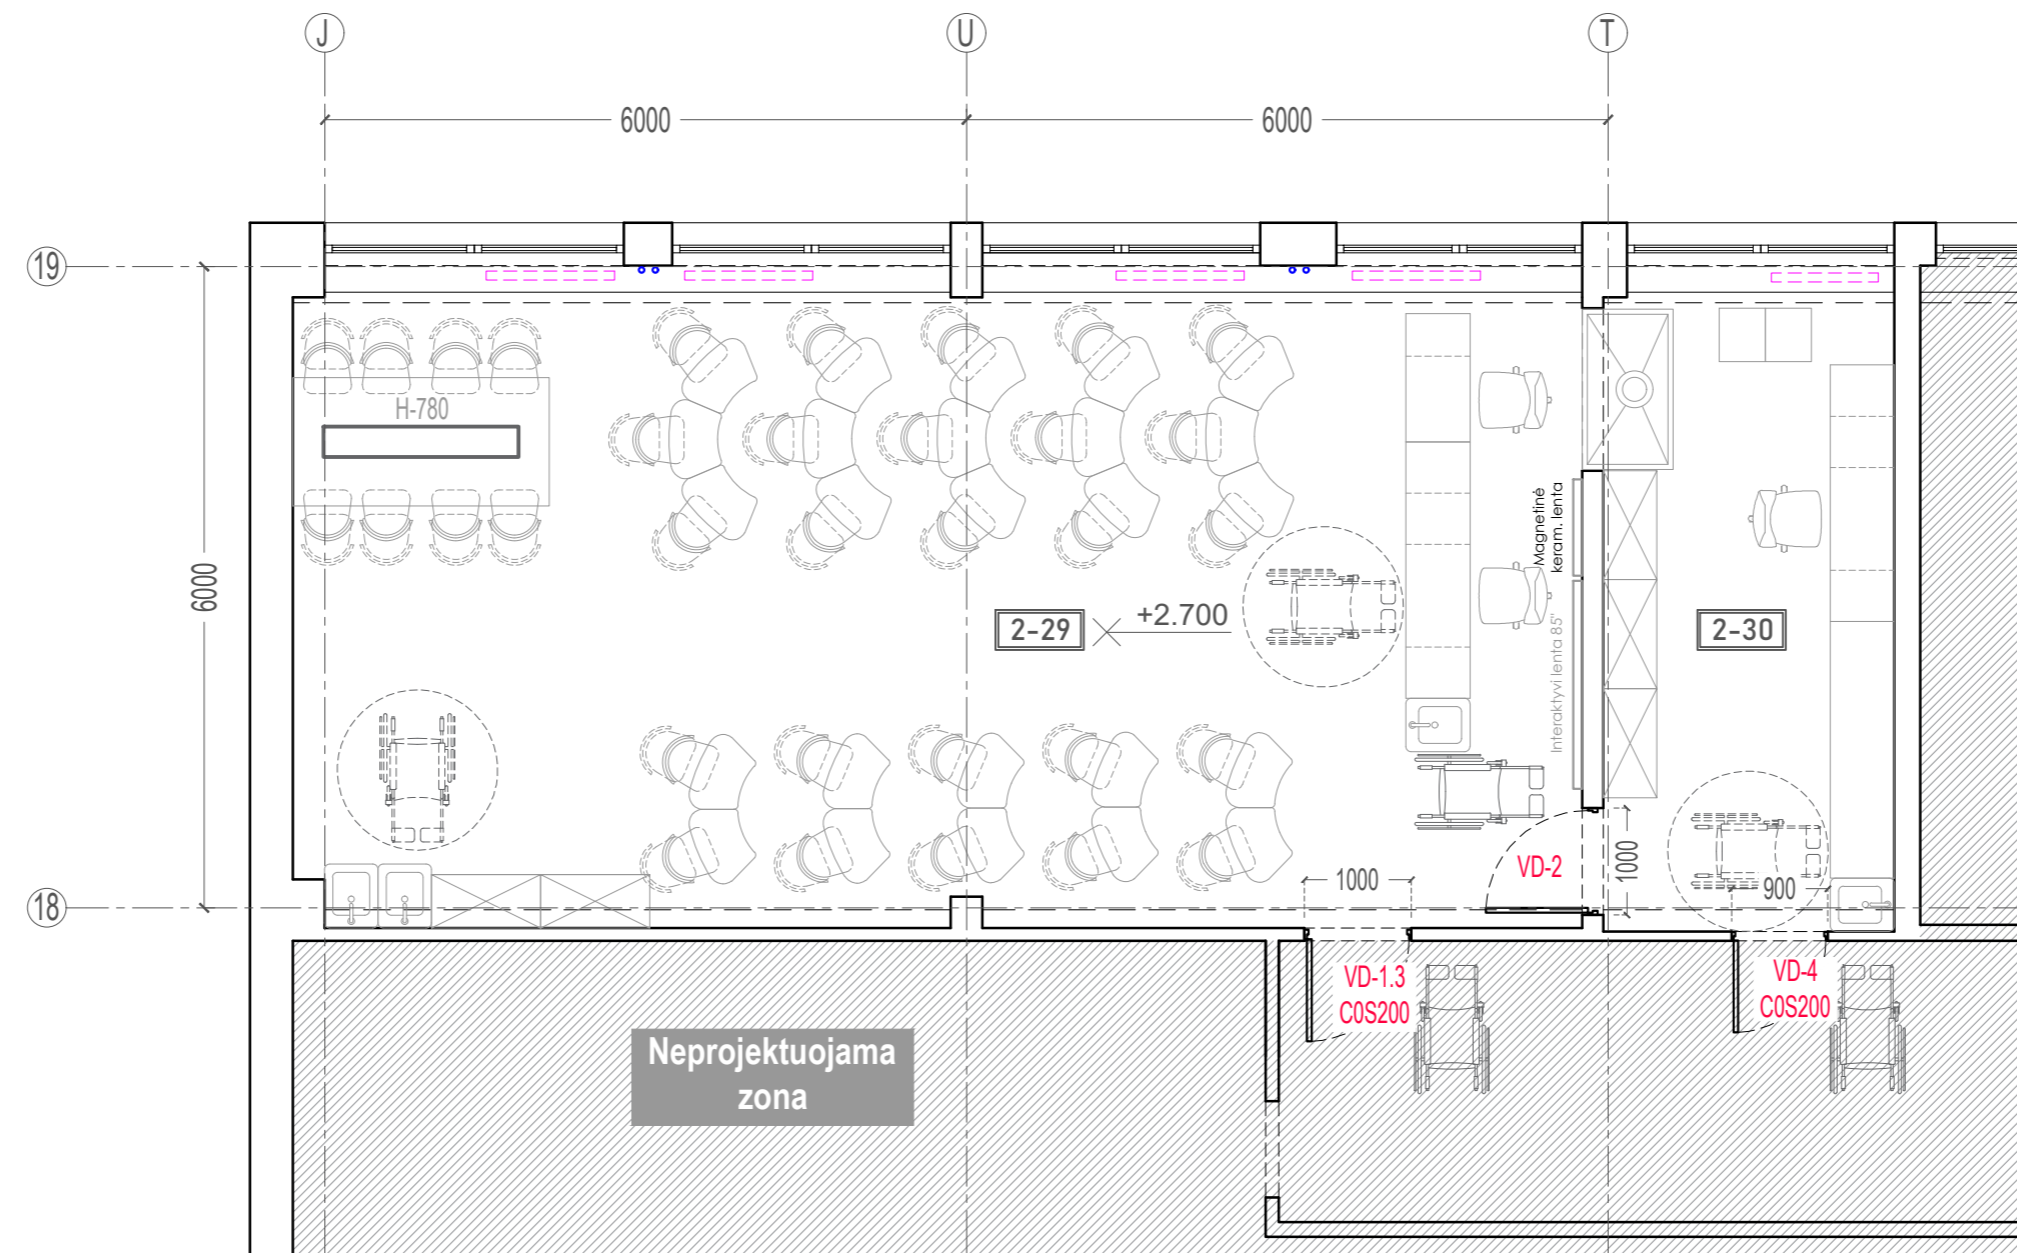 J
U
T
6000
6000
19
H-780
Magnetinė
keram. lenta
6000
2-29
+2.700
2-30
Interaktyvi lenta 85"
VD-2
1000
1000
900
18
VD-1.3
C0S200
VD-4
C0S200
Neprojektuojama
zona